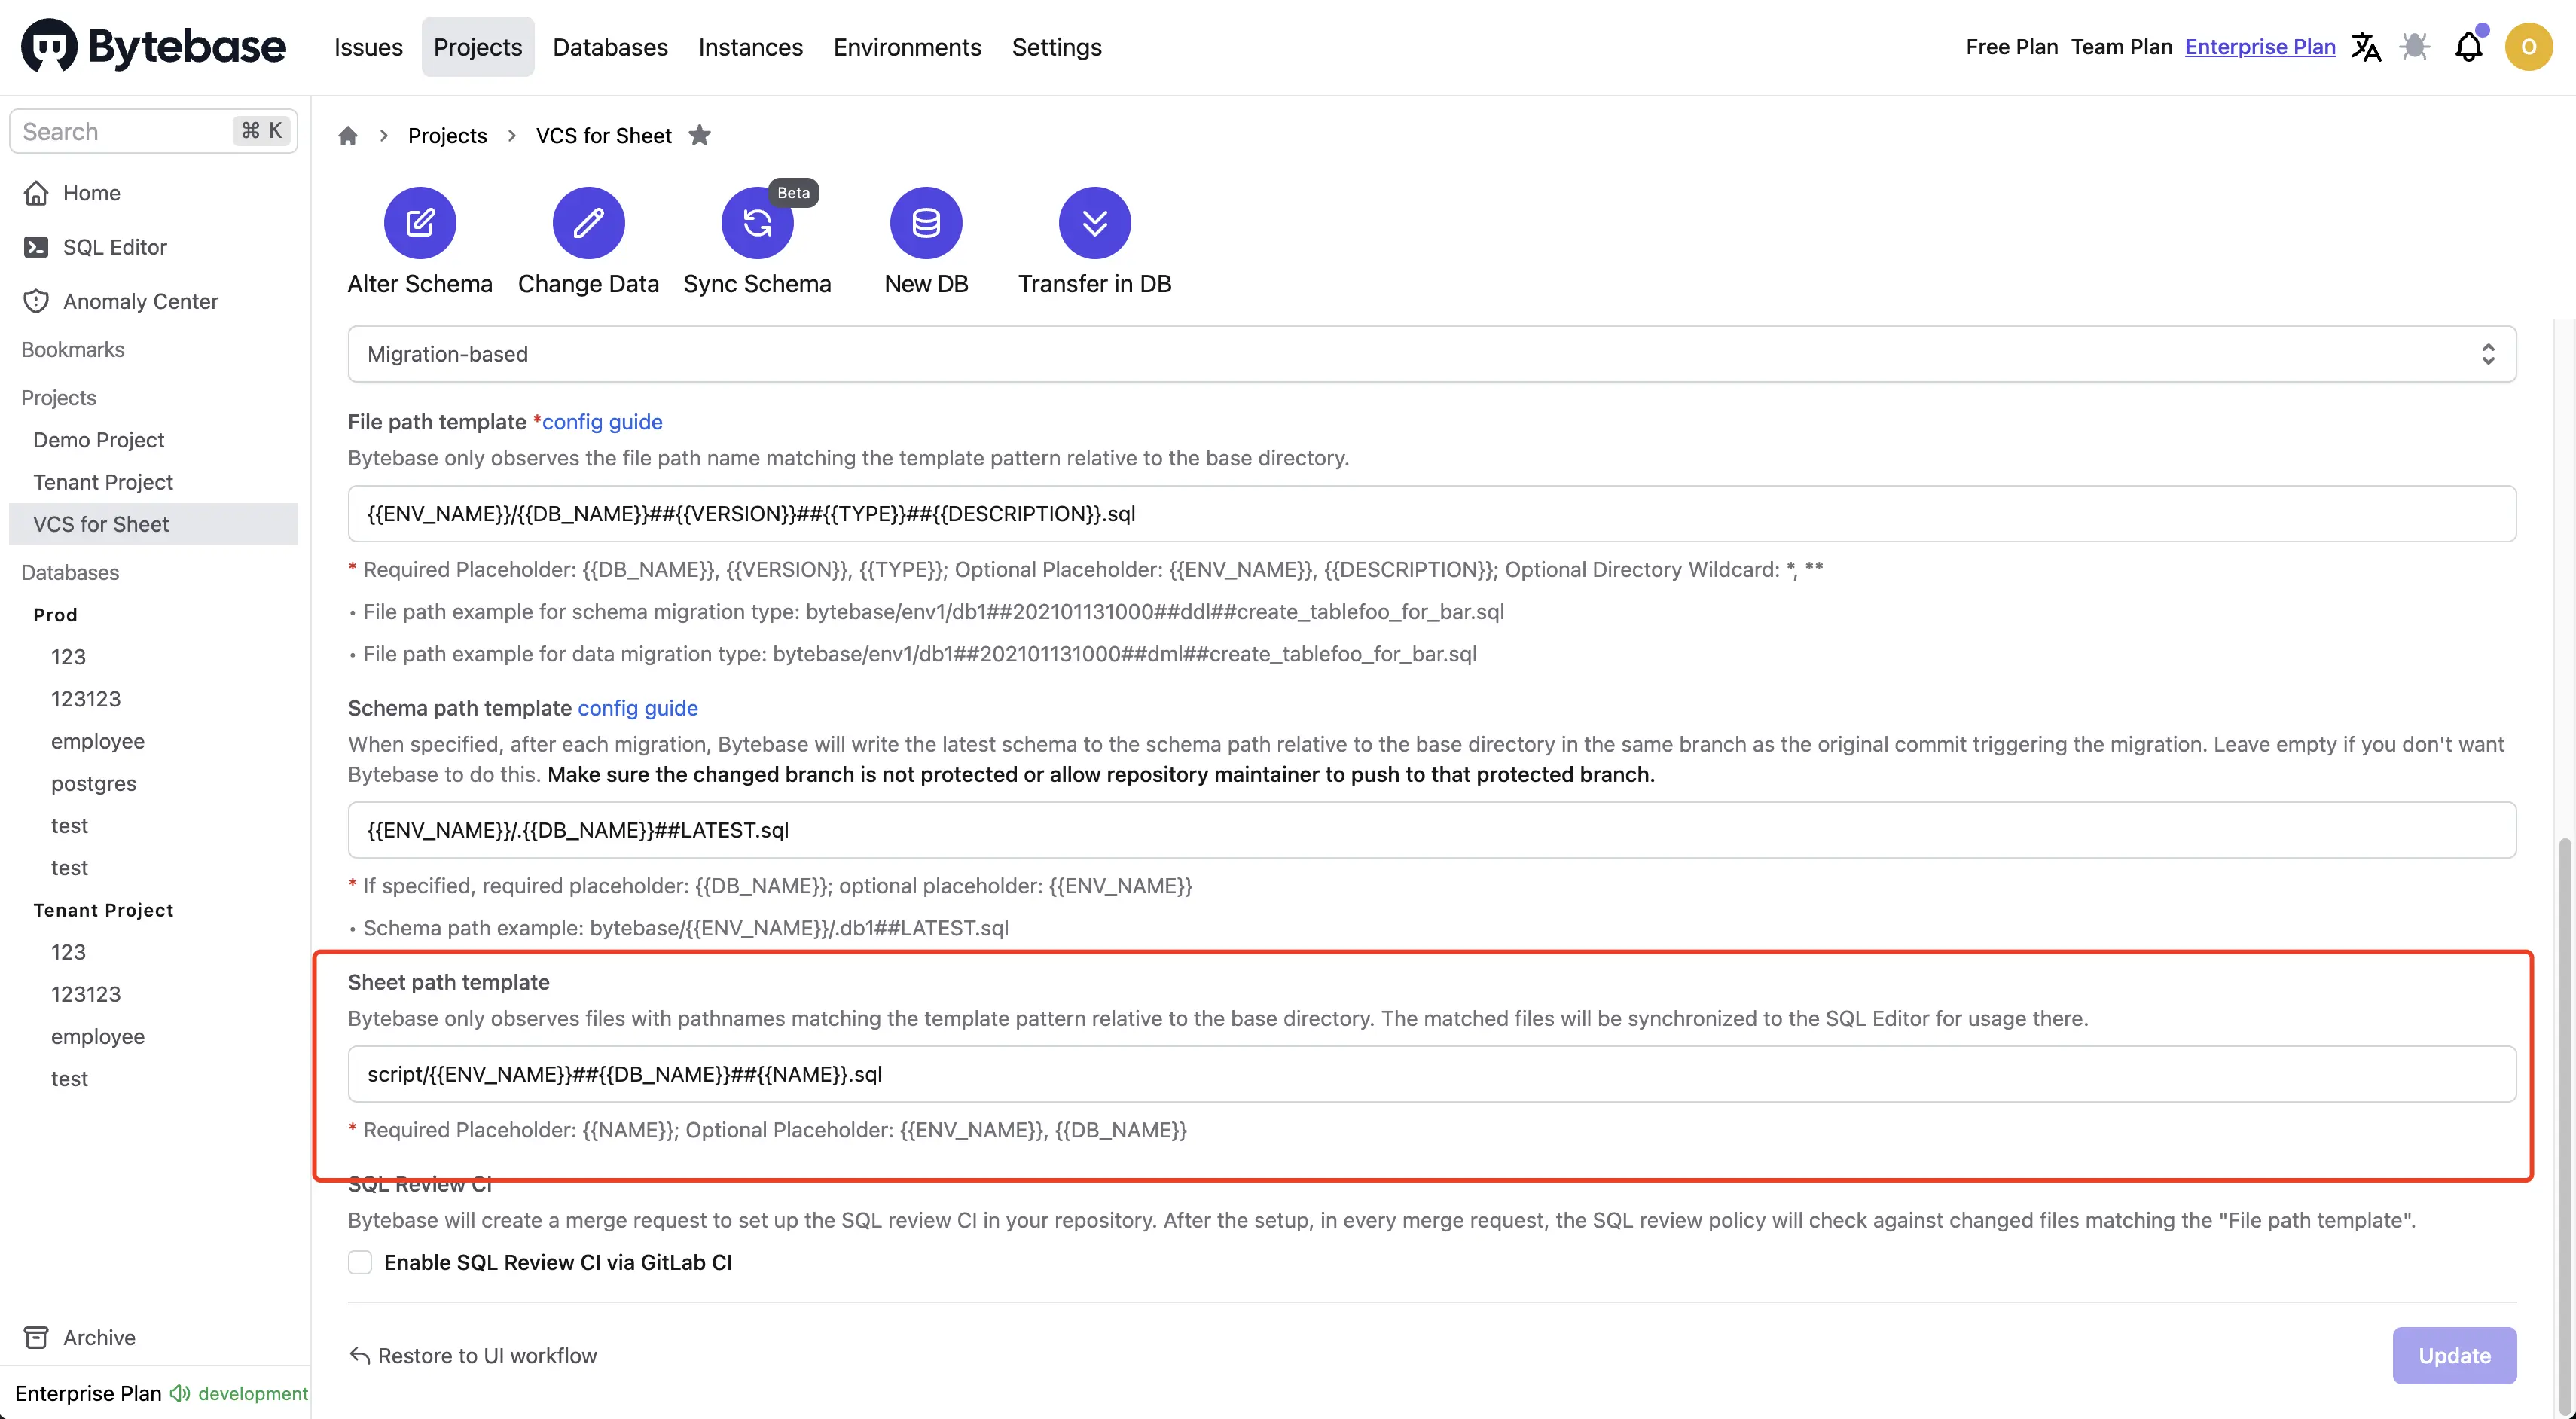 Bytebase
Issues
Projects
Databases
Instances
Environments
Settings
Free Plan
Team Plan
Enterprise Plan
O
Search
⌘ K
Home
SQL Editor
Anomaly Center
Bookmarks
Projects
Demo Project
Tenant Project
VCS for Sheet
Databases
Prod
123
123123
employee
postgres
test
test
Tenant Project
123
123123
employee
test
Archive
Enterprise Plan
development
Projects
VCS for Sheet
Beta
Alter Schema
Change Data
Sync Schema
New DB
Transfer in DB
Migration-based
File path template *config guide
Bytebase only observes the file path name matching the template pattern relative to the base directory.
{{ENV_NAME}}/{{DB_NAME}}##{{VERSION}}##{{TYPE}}##{{DESCRIPTION}}.sql
* Required Placeholder: {{DB_NAME}}, {{VERSION}}, {{TYPE}}; Optional Placeholder: {{ENV_NAME}}, {{DESCRIPTION}}; Optional Directory Wildcard: *, **
• File path example for schema migration type: bytebase/env1/db1##202101131000##ddl##create_tablefoo_for_bar.sql
• File path example for data migration type: bytebase/env1/db1##202101131000##dml##create_tablefoo_for_bar.sql
Schema path template config guide
When specified, after each migration, Bytebase will write the latest schema to the schema path relative to the base directory in the same branch as the original commit triggering the migration. Leave empty if you don't want
Bytebase to do this. Make sure the changed branch is not protected or allow repository maintainer to push to that protected branch.
{{ENV_NAME}}/.{{DB_NAME}}##LATEST.sql
* If specified, required placeholder: {{DB_NAME}}; optional placeholder: {{ENV_NAME}}
• Schema path example: bytebase/{{ENV_NAME}}/.db1##LATEST.sql
Sheet path template
Bytebase only observes files with pathnames matching the template pattern relative to the base directory. The matched files will be synchronized to the SQL Editor for usage there.
script/{{ENV_NAME}}##{{DB_NAME}}##{{NAME}}.sql
* Required Placeholder: {{NAME}}; Optional Placeholder: {{ENV_NAME}}, {{DB_NAME}}
SQL Review CI
Bytebase will create a merge request to set up the SQL review CI in your repository. After the setup, in every merge request, the SQL review policy will check against changed files matching the "File path template".
Enable SQL Review CI via GitLab CI
Restore to UI workflow
Update